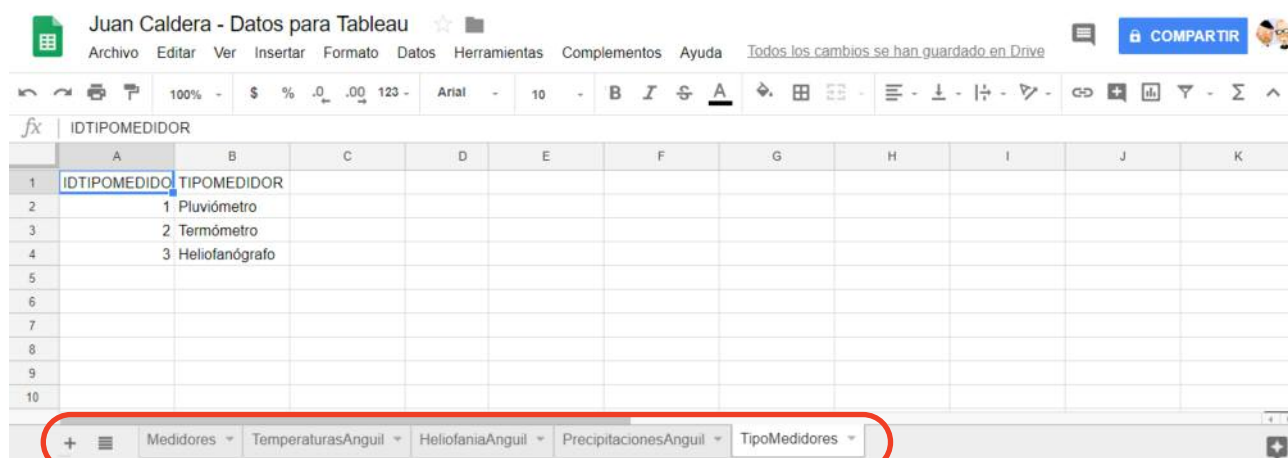 Juan Caldera - Datos para Tableau
Archivo Editar Ver Insertar Formato Datos Herramientas Complementos Ayuda Todos los cambios se han guardado en Drive
COMPARTIR
100% $ % .0 .00 123 Arial 10 B I S A Σ
fx IDTIPOMEDIDOR
A B C D E F G H I J K
1 IDTIPOMEDIDO TIPOMEDIDOR
2 1 Pluviómetro
3 2 Termómetro
4 3 Heliofanógrafo
5
6
7
8
9
10
+ Medidores TemperaturasAnguil HeliofaniaAnguil PrecipitacionesAnguil TipoMedidores